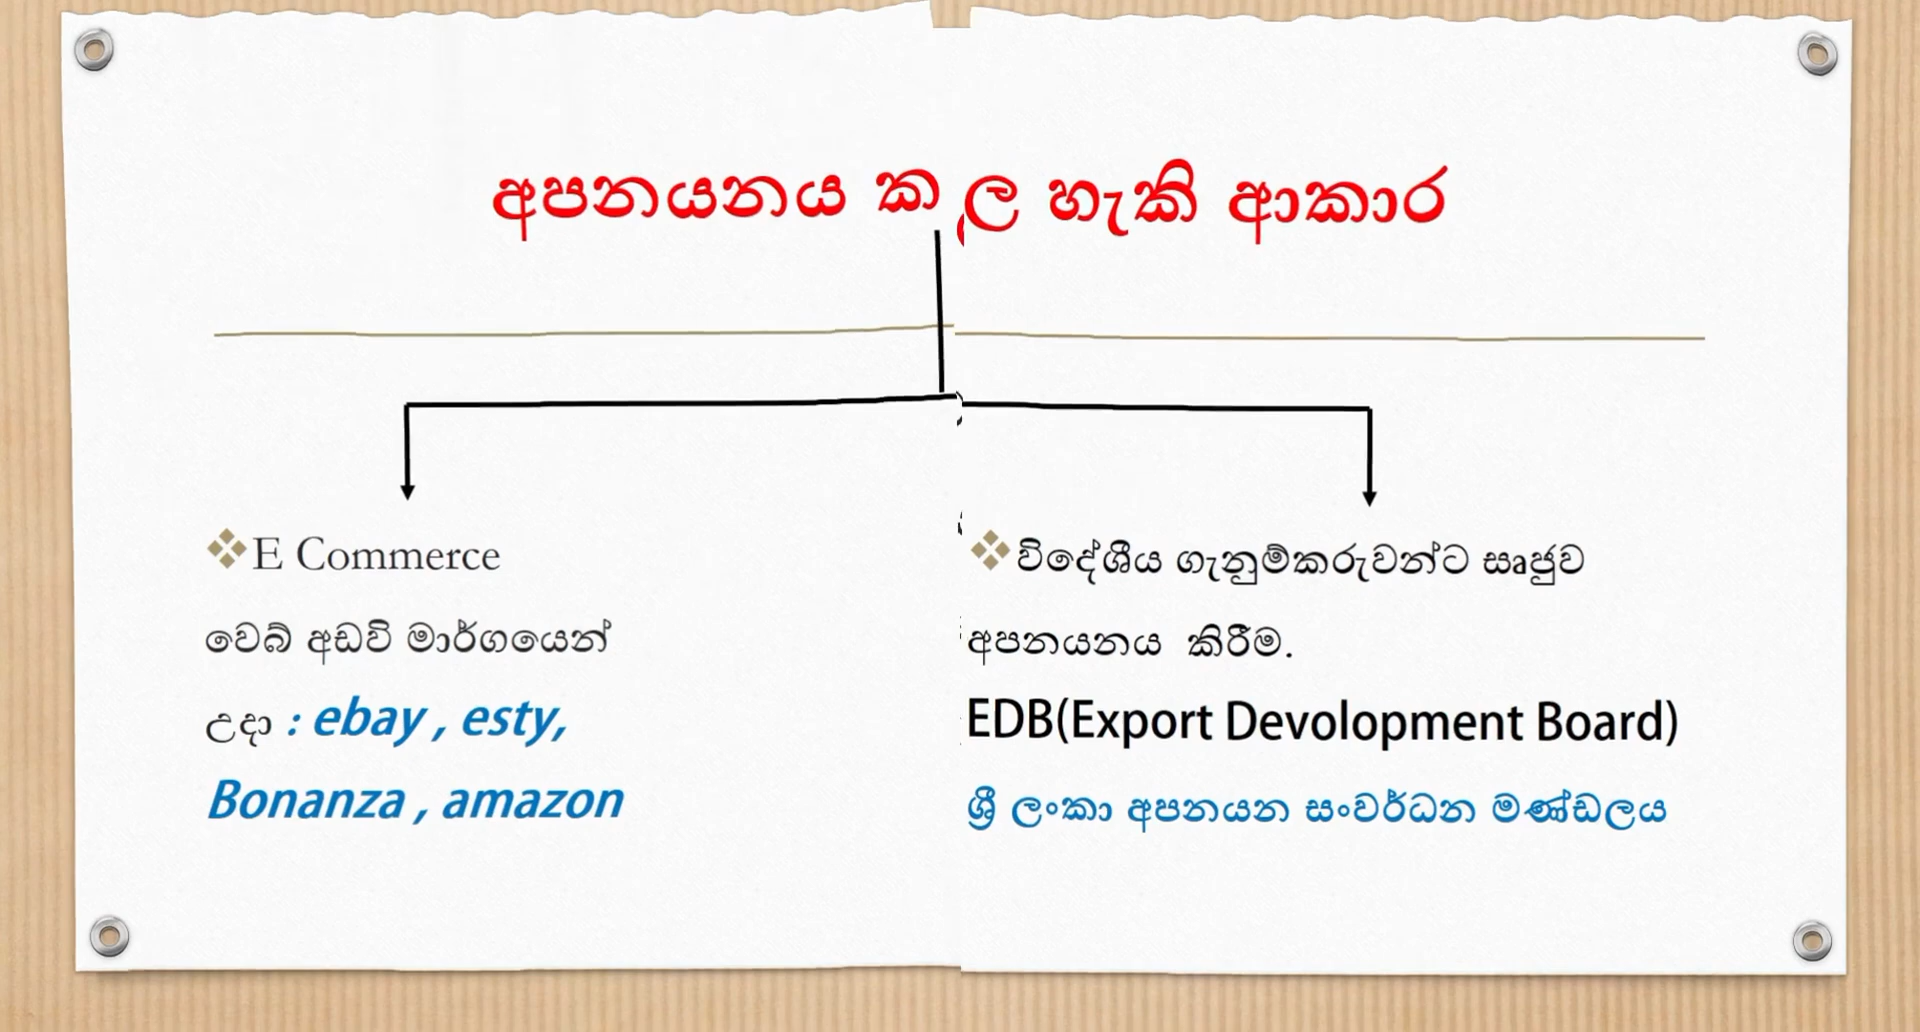 අපනයනය කල හැකි ආකාර
E Commerce
වෙබ් අඩවි මාර්ගයෙන්
උදා : ebay , esty,
Bonanza , amazon
විදේශීය ගැනුම්කරුවන්ට සෘජුව
අපනයනය කිරීම.
EDB(Export Devolopment Board)
ශ්‍රී ලංකා අපනයන සංවර්ධන මණ්ඩලය